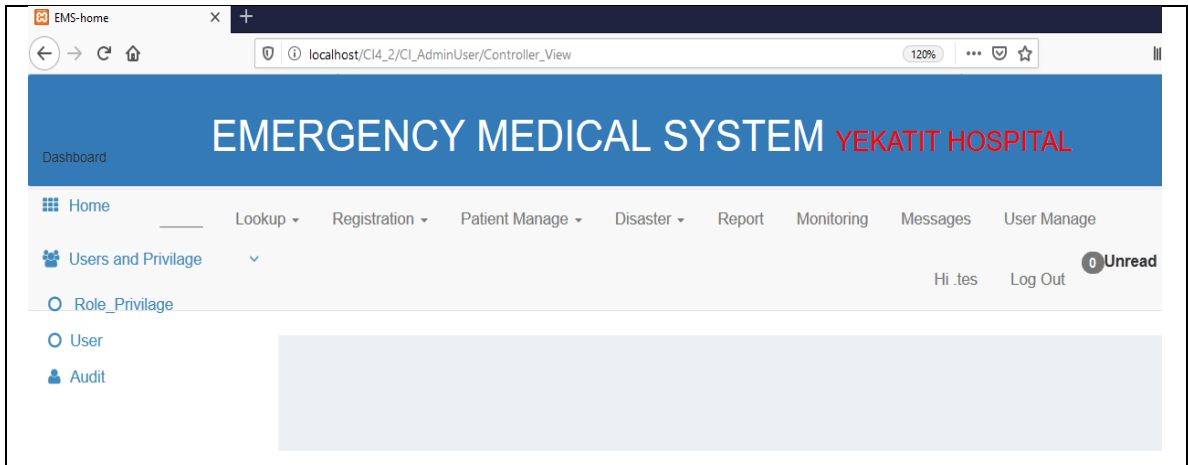 EMS-home
localhost/CI4_2/CI_AdminUser/Controller_View 120%
EMERGENCY MEDICAL SYSTEM YEKATIT HOSPITAL
Dashboard
Home
Lookup Registration Patient Manage Disaster Report Monitoring Messages User Manage
Users and Privilage
0 Unread
Hi .tes Log Out
Role_Privilage
User
Audit